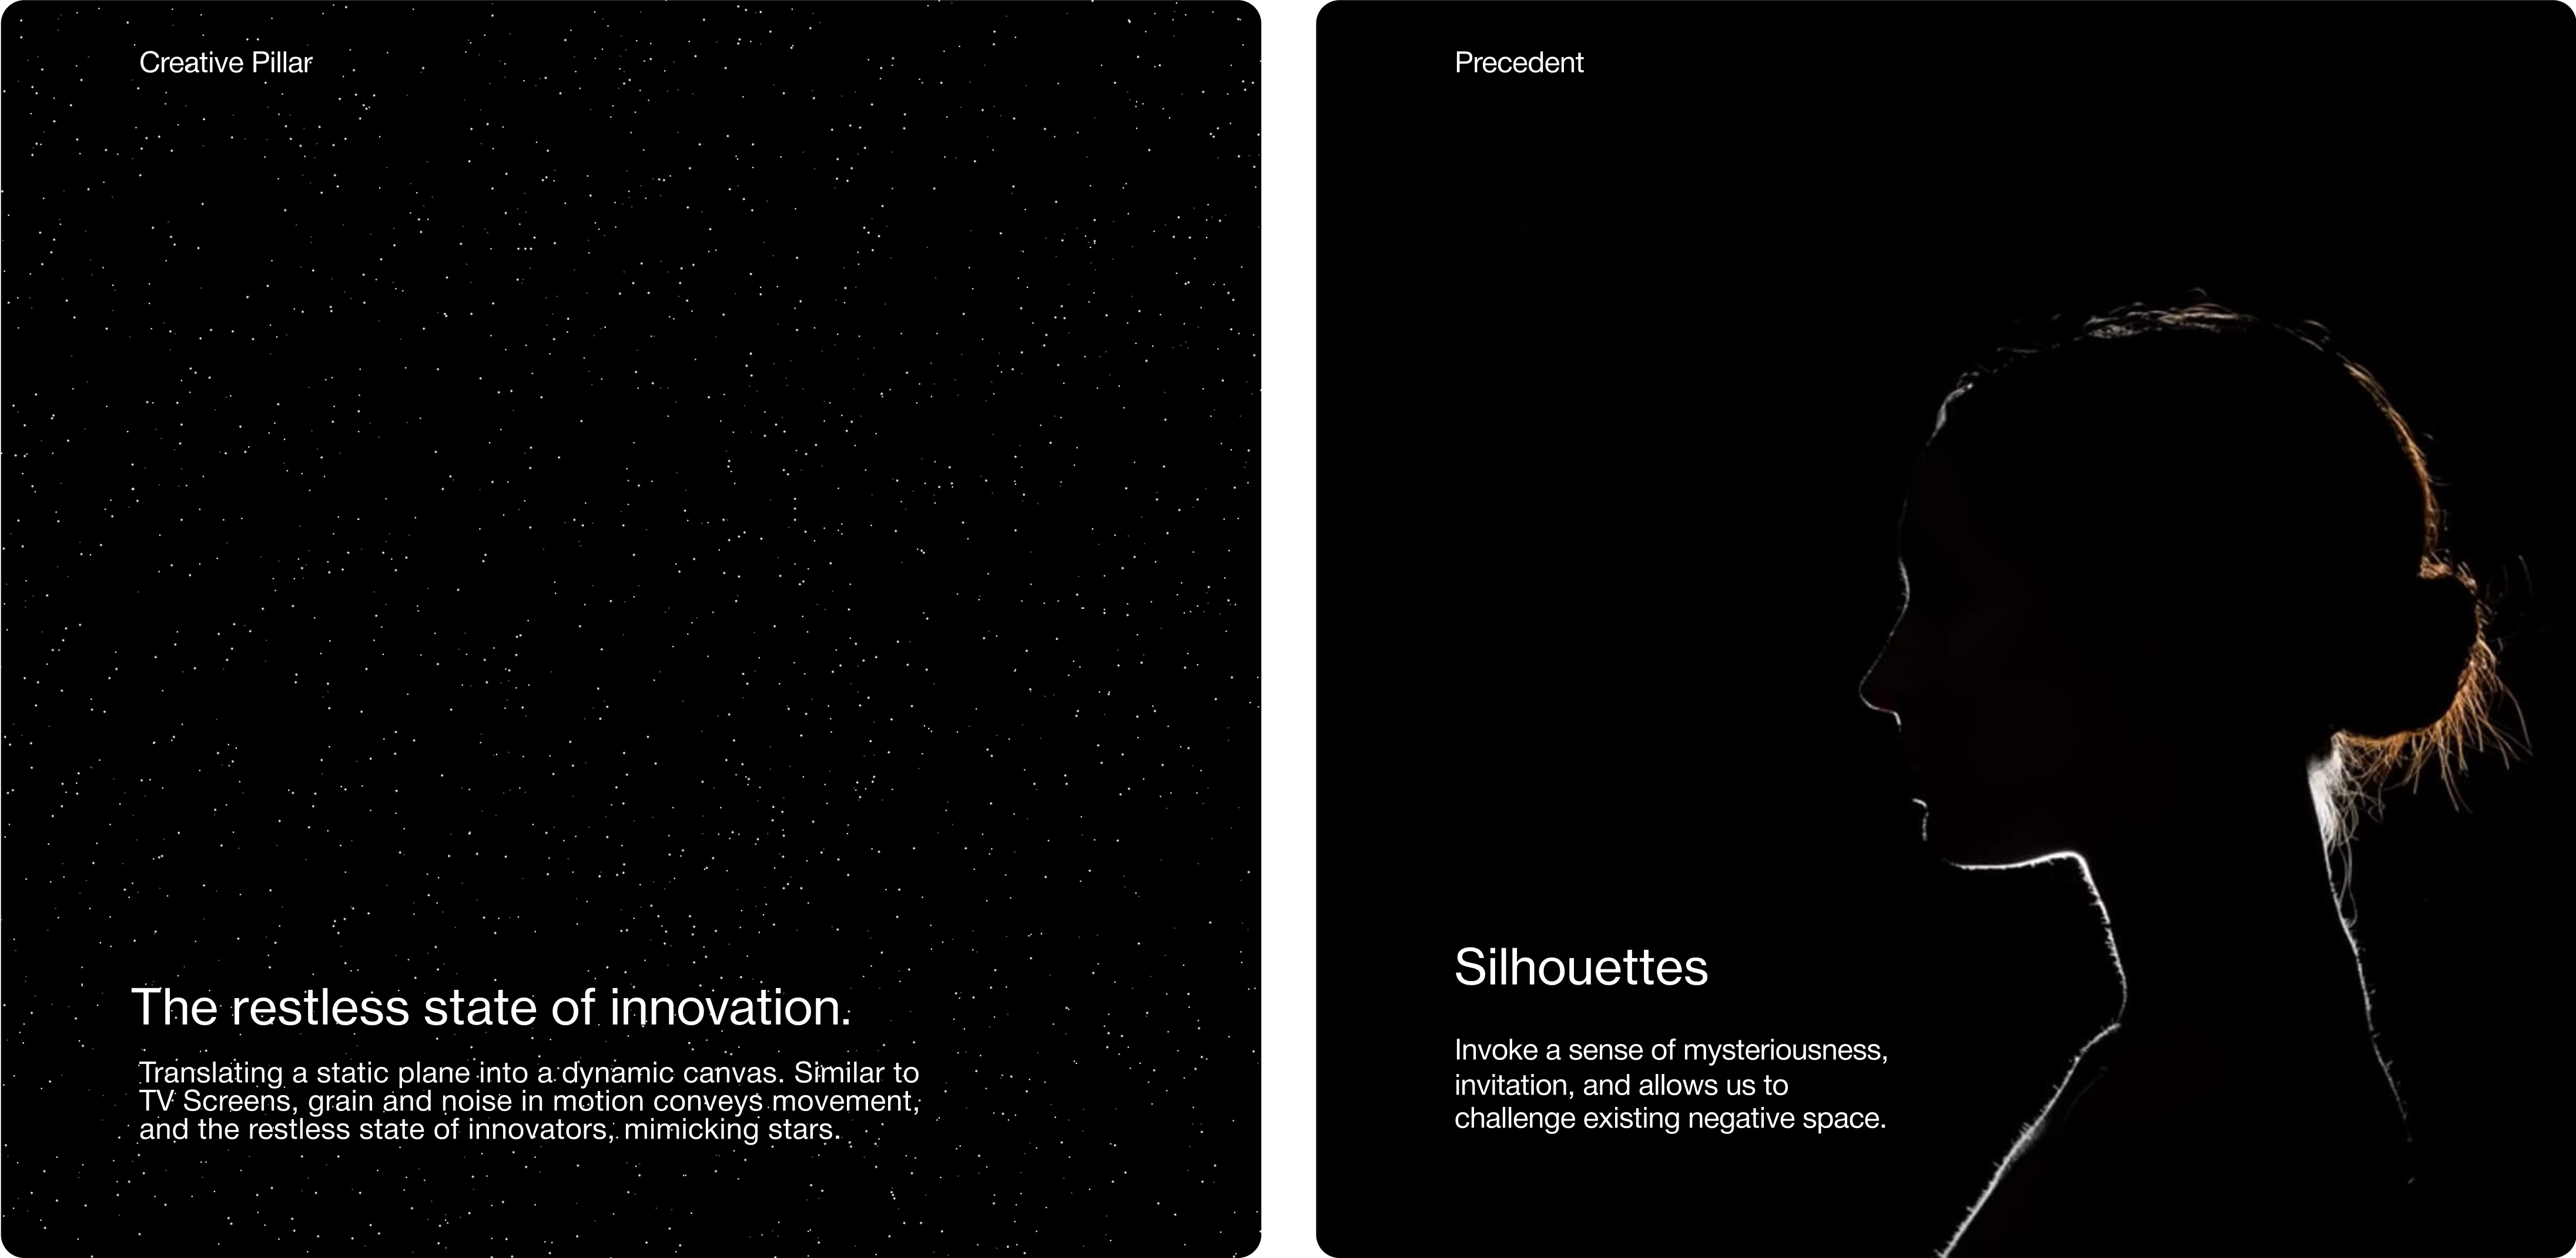 Creative Pillar
The restless state of innovation.
Translating a static plane into a dynamic canvas. Similar to
TV Screens, grain and noise in motion conveys movement,
and the restless state of innovators, mimicking stars.
Precedent
Silhouettes
Invoke a sense of mysteriousness,
invitation, and allows us to
challenge existing negative space.